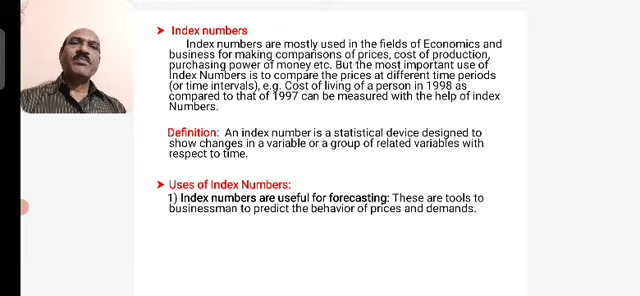 ➤ Index numbers
Index numbers are mostly used in the fields of Economics and
business for making comparisons of prices, cost of production,
purchasing power of money etc. But the most important use of
Index Numbers is to compare the prices at different time periods
(or time intervals), e.g. Cost of living of a person in 1998 as
compared to that of 1997 can be measured with the help of index
Numbers.
Definition: An index number is a statistical device designed to
show changes in a variable or a group of related variables with
respect to time.
➤ Uses of Index Numbers:
1) Index numbers are useful for forecasting: These are tools to
businessman to predict the behavior of prices and demands.